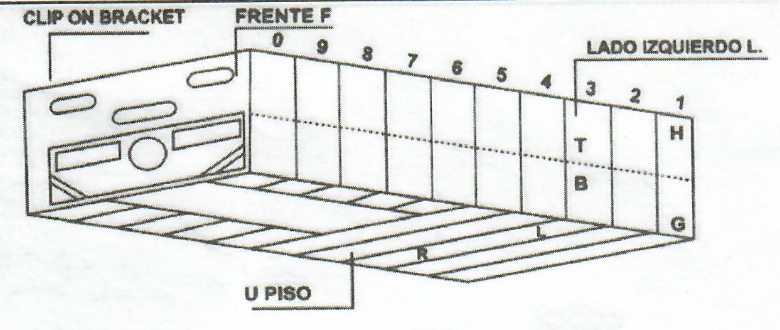 CLIP ON BRACKET
FRENTE F
LADO IZQUIERDO L.
0 9 8 7 6 5 4 3 2 1
H
T
B
G
L
R
U PISO